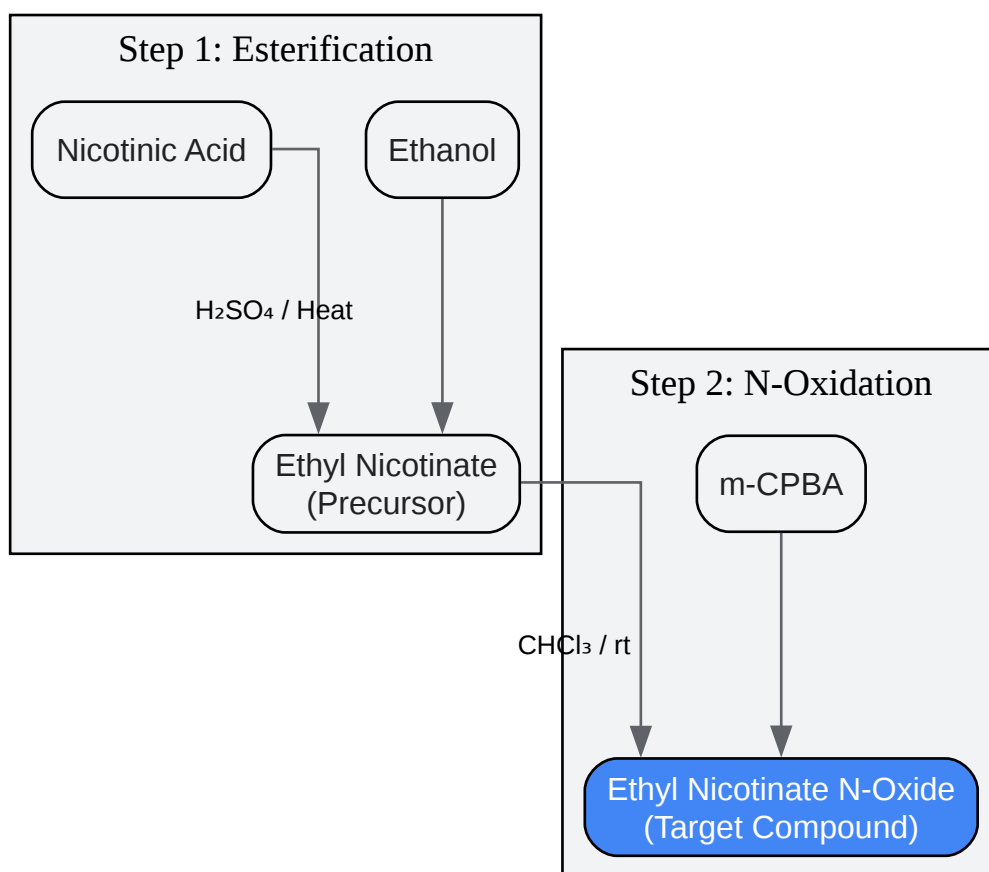 Step 1: Esterification
Nicotinic Acid
Ethanol
H₂SO₄ / Heat
Ethyl Nicotinate
(Precursor)
Step 2: N-Oxidation
m-CPBA
CHCl₃ / rt
Ethyl Nicotinate N-Oxide
(Target Compound)